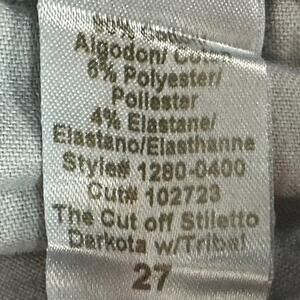 Algodon/ Cotton
6% Polyester/
Poliester
4% Elastane/
Elastano/Elasthanne
Style# 1280-0400
Cut# 102723
The Cut off Stiletto
Darkota w/Tribal
27